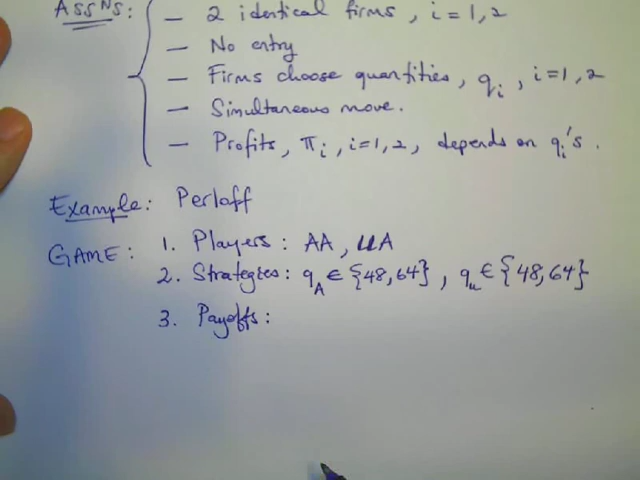 ASSNS:
– 2 identical firms, i = 1, 2
– No entry
– Firms choose quantities, qᵢ, i=1, 2
– Simultaneous move.
– Profits, πᵢ, i=1, 2, depends on qᵢ's.
Example: Perloff
GAME: 1. Players: AA, UA
2. Strategies: q_A ∈ {48, 64}, q_u ∈ {48, 64}
3. Payoffs: